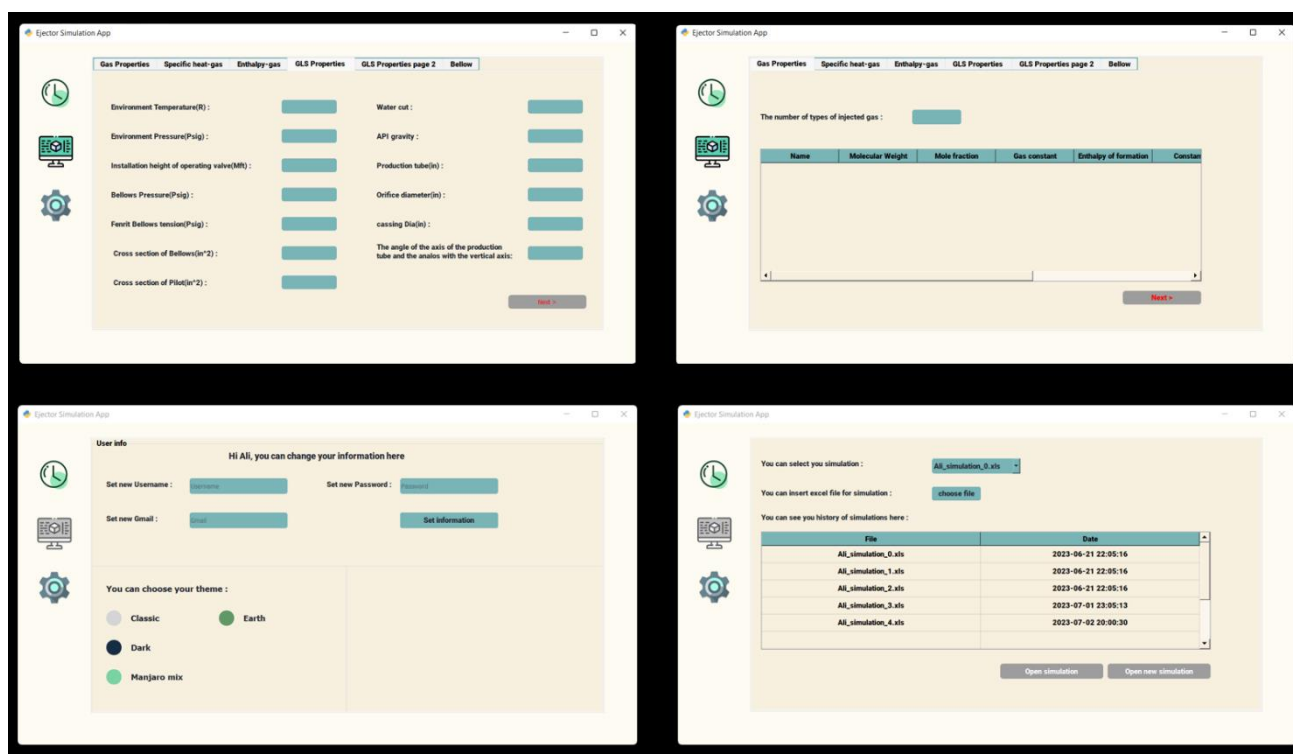 Ejector Simulation App
Gas Properties Specific heat-gas Enthalpy-gas GLS Properties GLS Properties page 2 Bellow
Environment Temperature(R) : Water cut :
Environment Pressure(Psig) : API gravity :
Installation height of operating valve(Mft) : Production tube(in) :
Bellows Pressure(Psig) : Orifice diameter(in) :
Fenrit Bellows tension(Psig) : cassing Dia(in) :
Cross section of Bellows(in^2) : The angle of the axis of the production
tube and the analos with the vertical axis:
Cross section of Pilot(in^2) :
Next >
Ejector Simulation App
Gas Properties Specific heat-gas Enthalpy-gas GLS Properties GLS Properties page 2 Bellow
The number of types of injected gas :
Name Molecular Weight Mole fraction Gas constant Enthalpy of formation Constan
Next >
Ejector Simulation App
User info
Hi Ali, you can change your information here
Set new Username : Username Set new Password : Password
Set new Gmail : Gmail Set information
You can choose your theme :
Classic Earth
Dark
Manjaro mix
Ejector Simulation App
You can select you simulation : Ali_simulation_0.xls
You can insert excel file for simulation : choose file
You can see you history of simulations here :
File Date
Ali_simulation_0.xls 2023-06-21 22:05:16
Ali_simulation_1.xls 2023-06-21 22:05:16
Ali_simulation_2.xls 2023-06-21 22:05:16
Ali_simulation_3.xls 2023-07-01 23:05:13
Ali_simulation_4.xls 2023-07-02 20:00:30
Open simulation Open new simulation